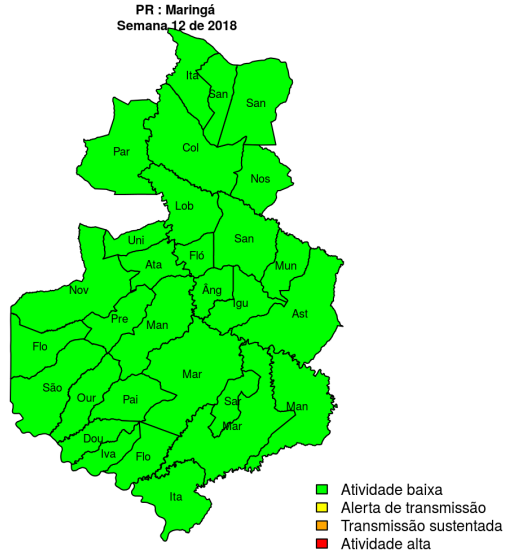 PR : Maringá
Semana 12 de 2018
Ita
San
San
Col
Par
Nos
Lob
Uni
San
Fló
Ata
Mun
Nov
Âng
Igu
Ast
Pre
Man
Flo
Mar
São
Our
Pai
Sar
Man
Mar
Dou
Iva
Flo
Ita
Atividade baixa
Alerta de transmissão
Transmissão sustentada
Atividade alta